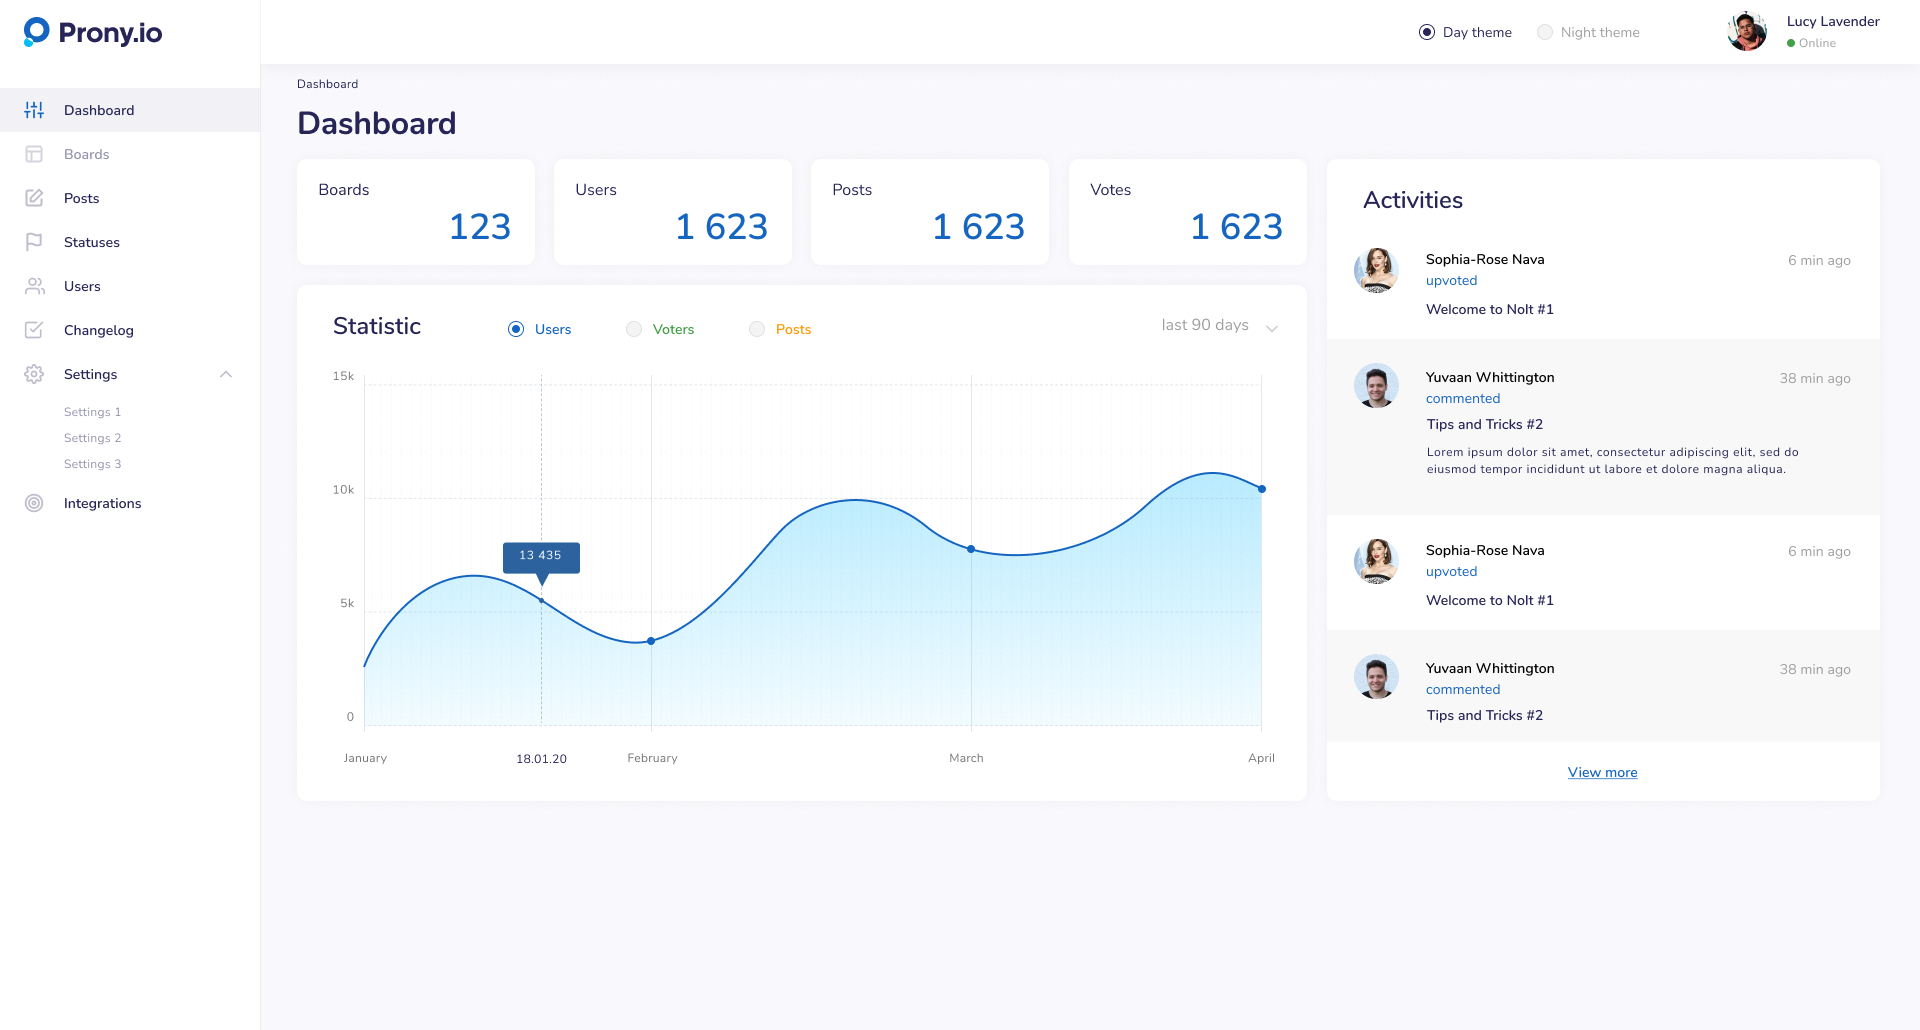 Prony.io
Day theme
Night theme
Lucy Lavender
Online
Dashboard
Boards
Posts
Statuses
Users
Changelog
Settings
Settings 1
Settings 2
Settings 3
Integrations
Dashboard
Dashboard
Boards
123
Users
1 623
Posts
1 623
Votes
1 623
Statistic
Users
Voters
Posts
last 90 days
15k
10k
5k
0
13 435
January
18.01.20
February
March
April
Activities
Sophia-Rose Nava
6 min ago
upvoted
Welcome to Nolt #1
Yuvaan Whittington
38 min ago
commented
Tips and Tricks #2
Lorem ipsum dolor sit amet, consectetur adipiscing elit, sed do
eiusmod tempor incididunt ut labore et dolore magna aliqua.
Sophia-Rose Nava
6 min ago
upvoted
Welcome to Nolt #1
Yuvaan Whittington
38 min ago
commented
Tips and Tricks #2
View more